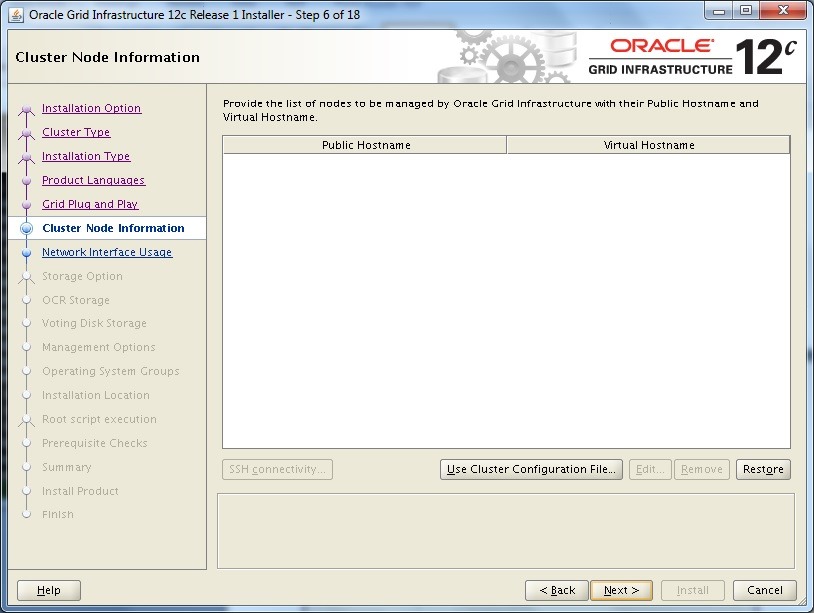 Oracle Grid Infrastructure 12c Release 1 Installer - Step 6 of 18
Cluster Node Information
ORACLE
GRID INFRASTRUCTURE 12c
Installation Option
Cluster Type
Installation Type
Product Languages
Grid Plug and Play
Cluster Node Information
Network Interface Usage
Storage Option
OCR Storage
Voting Disk Storage
Management Options
Operating System Groups
Installation Location
Root script execution
Prerequisite Checks
Summary
Install Product
Finish
Provide the list of nodes to be managed by Oracle Grid Infrastructure with their Public Hostname and
Virtual Hostname.
Public Hostname Virtual Hostname
SSH connectivity... Use Cluster Configuration File... Edit... Remove Restore
Help < Back Next > Install Cancel